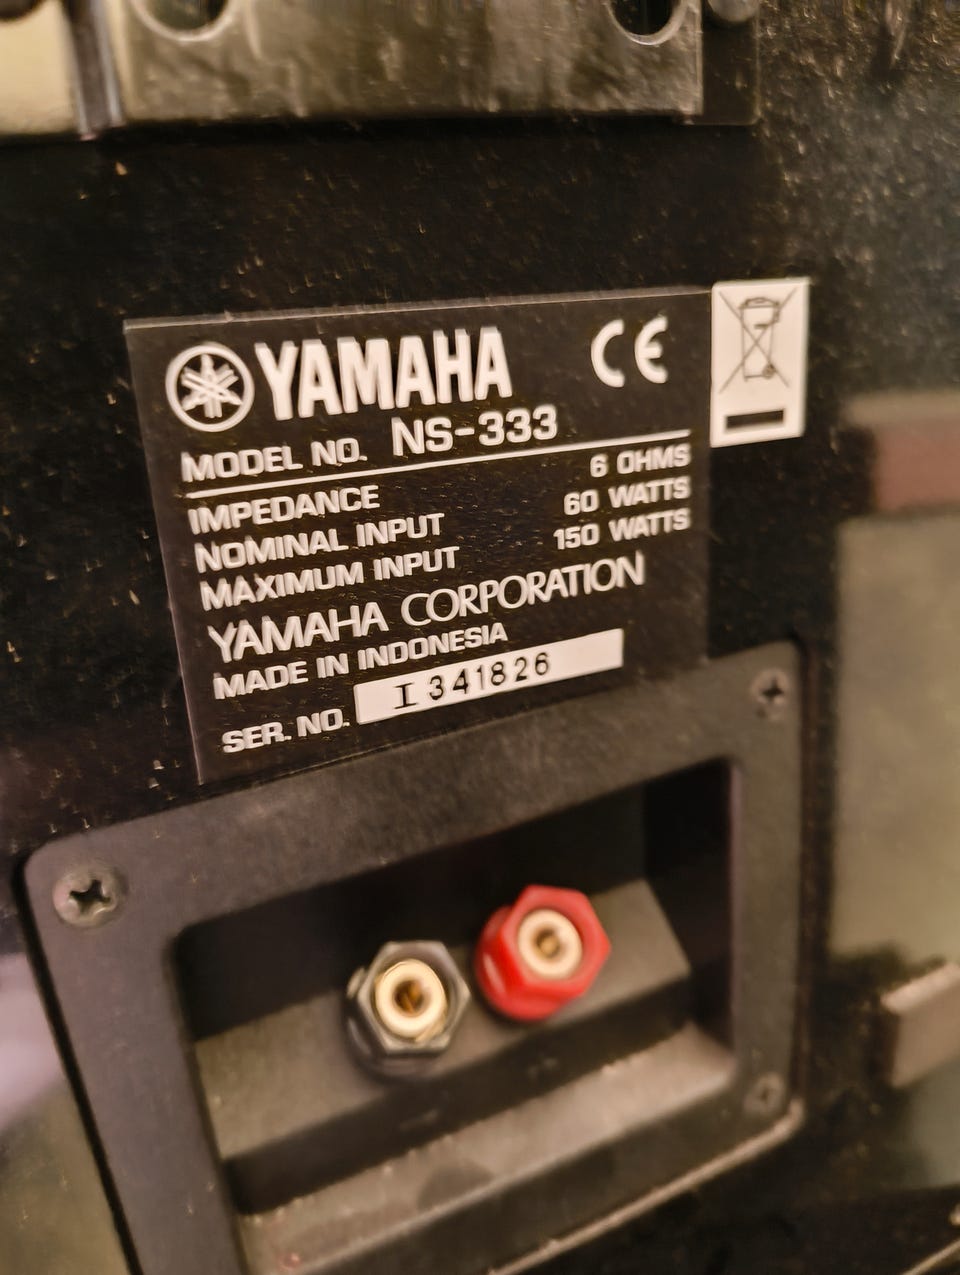 YAMAHA CE
MODEL NO. NS-333
IMPEDANCE 6 OHMS
NOMINAL INPUT 60 WATTS
MAXIMUM INPUT 150 WATTS
YAMAHA CORPORATION
MADE IN INDONESIA
SER. NO. I 341826